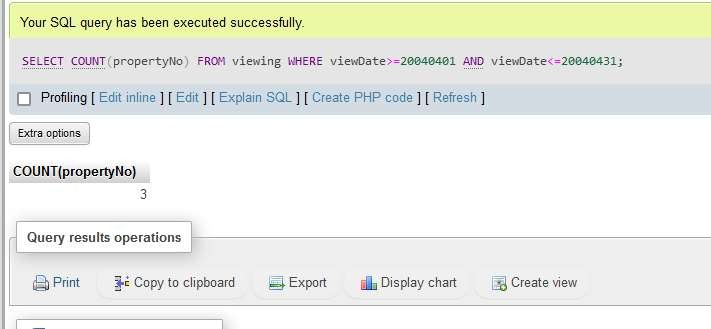 Your SQL query has been executed successfully.
SELECT COUNT(propertyNo) FROM viewing WHERE viewDate>=20040401 AND viewDate<=20040431;
Profiling [ Edit inline ] [ Edit ] [ Explain SQL ] [ Create PHP code ] [ Refresh ]
Extra options
COUNT(propertyNo)
3
Query results operations
Print Copy to clipboard Export Display chart Create view